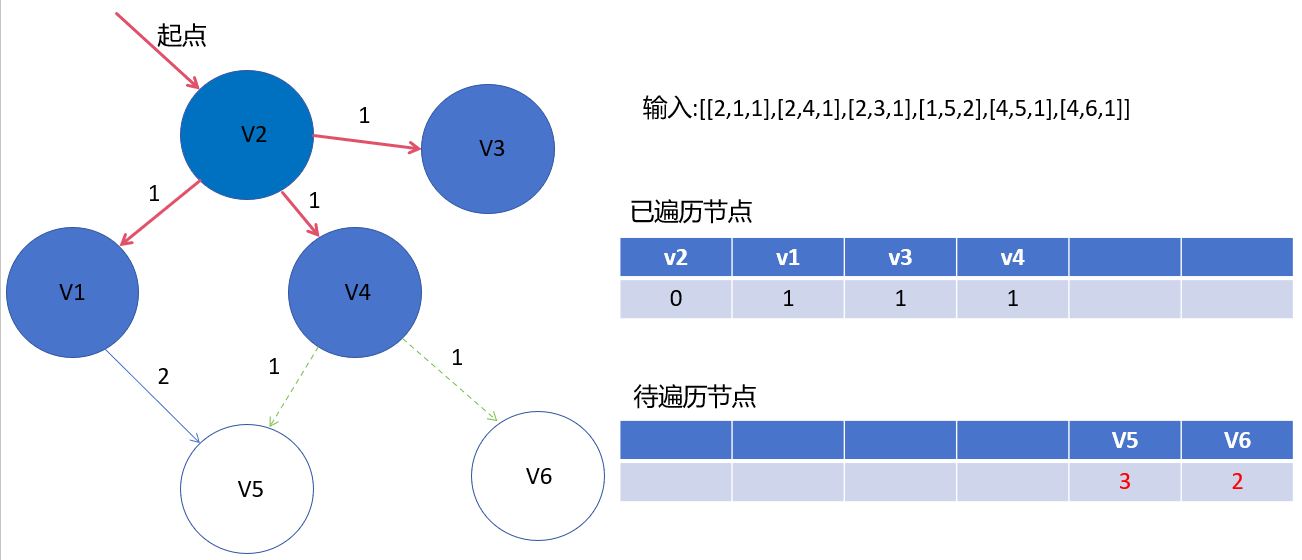 起点
V2
1
V3
1
1
V1
V4
2
1
1
V5
V6
输入:[[2,1,1],[2,4,1],[2,3,1],[1,5,2],[4,5,1],[4,6,1]]
已遍历节点
v2 v1 v3 v4
0 1 1 1
待遍历节点
V5 V6
3 2